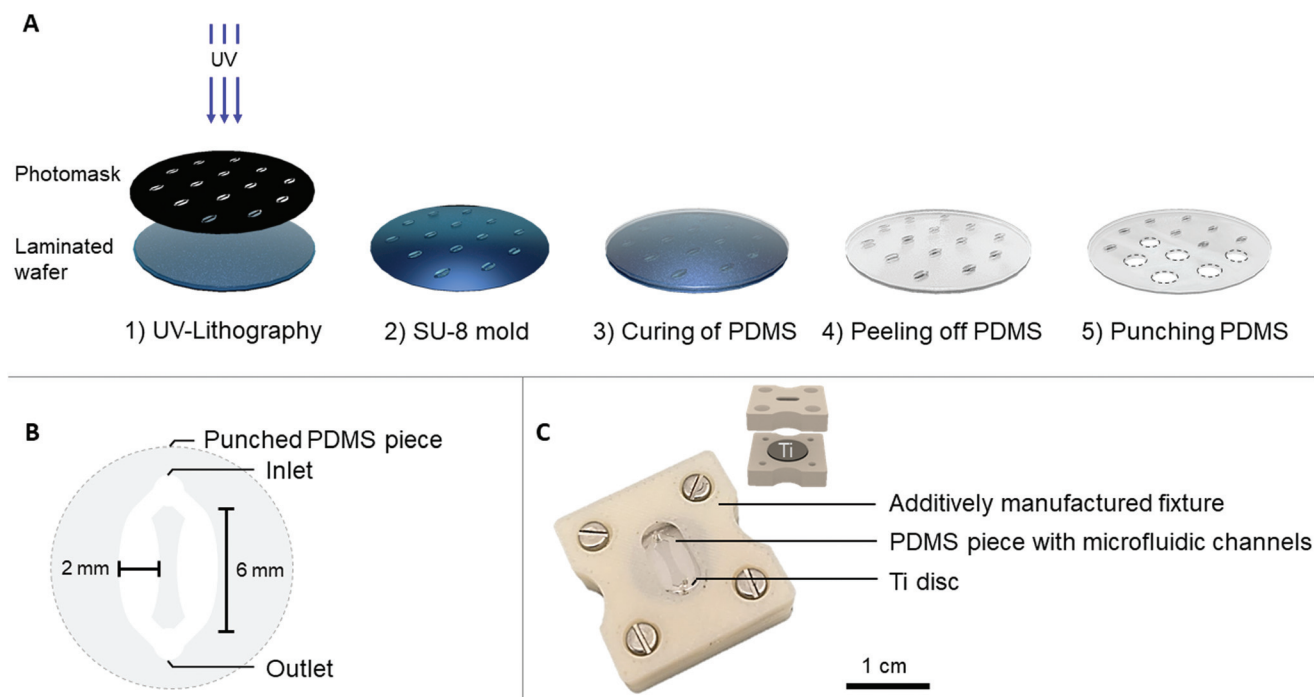 A
UV
Photomask
Laminated
wafer
1) UV-Lithography
2) SU-8 mold
3) Curing of PDMS
4) Peeling off PDMS
5) Punching PDMS
B
Punched PDMS piece
Inlet
2 mm
6 mm
Outlet
C
Ti
Additively manufactured fixture
PDMS piece with microfluidic channels
Ti disc
1 cm